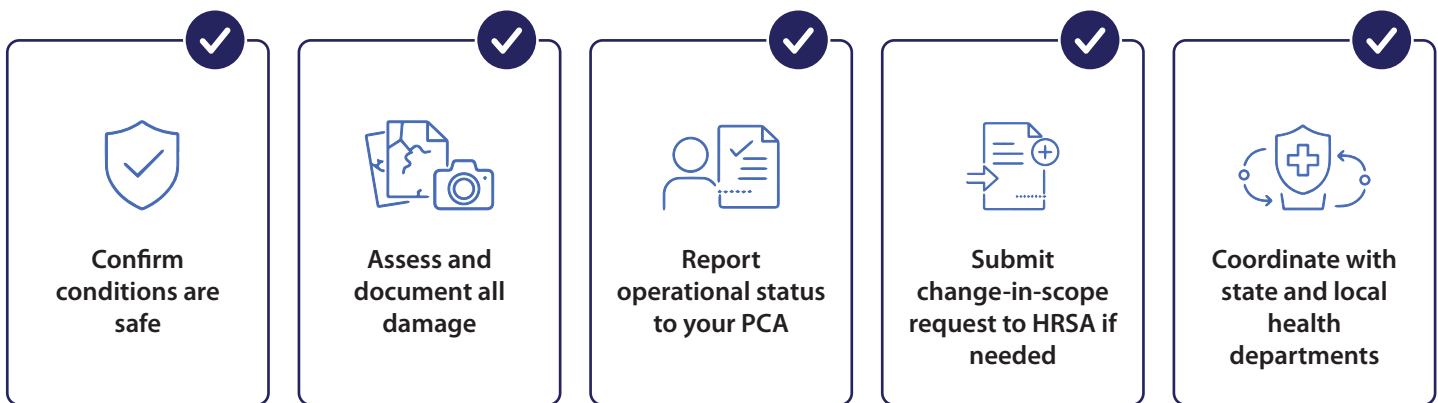 Confirm
conditions are
safe
Assess and
document all
damage
Report
operational status
to your PCA
Submit
change-in-scope
request to HRSA if
needed
Coordinate with
state and local
health
departments